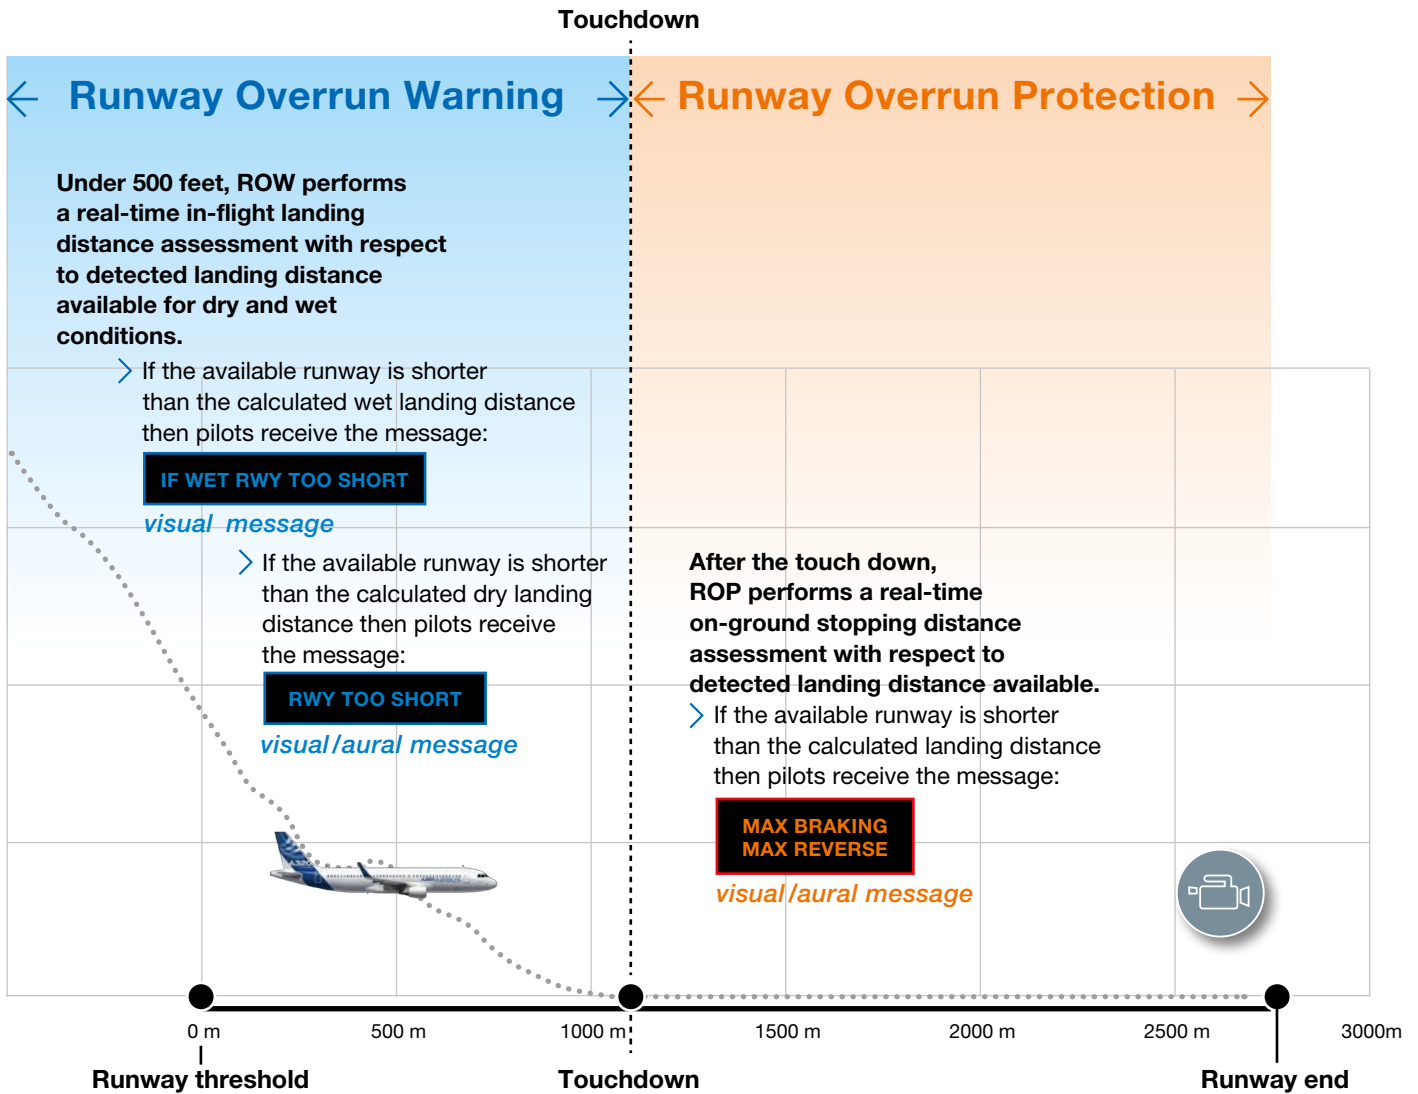 Touchdown
Runway Overrun Warning
Runway Overrun Protection
Under 500 feet, ROW performs
a real-time in-flight landing
distance assessment with respect
to detected landing distance
available for dry and wet
conditions.
If the available runway is shorter
than the calculated wet landing distance
then pilots receive the message:
IF WET RWY TOO SHORT
visual message
If the available runway is shorter
than the calculated dry landing
distance then pilots receive
the message:
RWY TOO SHORT
visual/aural message
After the touch down,
ROP performs a real-time
on-ground stopping distance
assessment with respect to
detected landing distance available.
If the available runway is shorter
than the calculated landing distance
then pilots receive the message:
MAX BRAKING
MAX REVERSE
visual/aural message
0 m
500 m
1000 m
1500 m
2000 m
2500 m
3000m
Runway threshold
Touchdown
Runway end